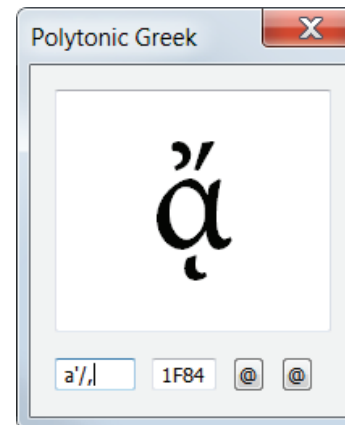 Polytonic Greek
ᾄ
a'/, 1F84 @ @